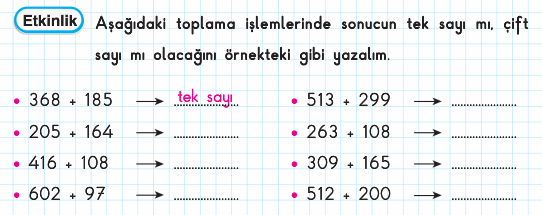 Etkinlik
Aşağıdaki toplama işlemlerinde sonucun tek sayı mı, çift
sayı mı olacağını örnekteki gibi yazalım.
• 368 + 185 → tek sayı
• 205 + 164 → ....................
• 416 + 108 → ....................
• 602 + 97 → ....................
• 513 + 299 → ....................
• 263 + 108 → ....................
• 309 + 165 → ....................
• 512 + 200 → ....................